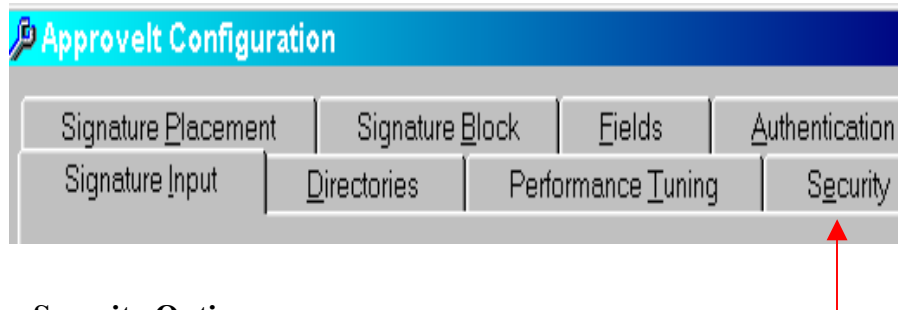 ApproveIt Configuration
Signature Placement Signature Block Fields Authentication
Signature Input Directories Performance Tuning Security